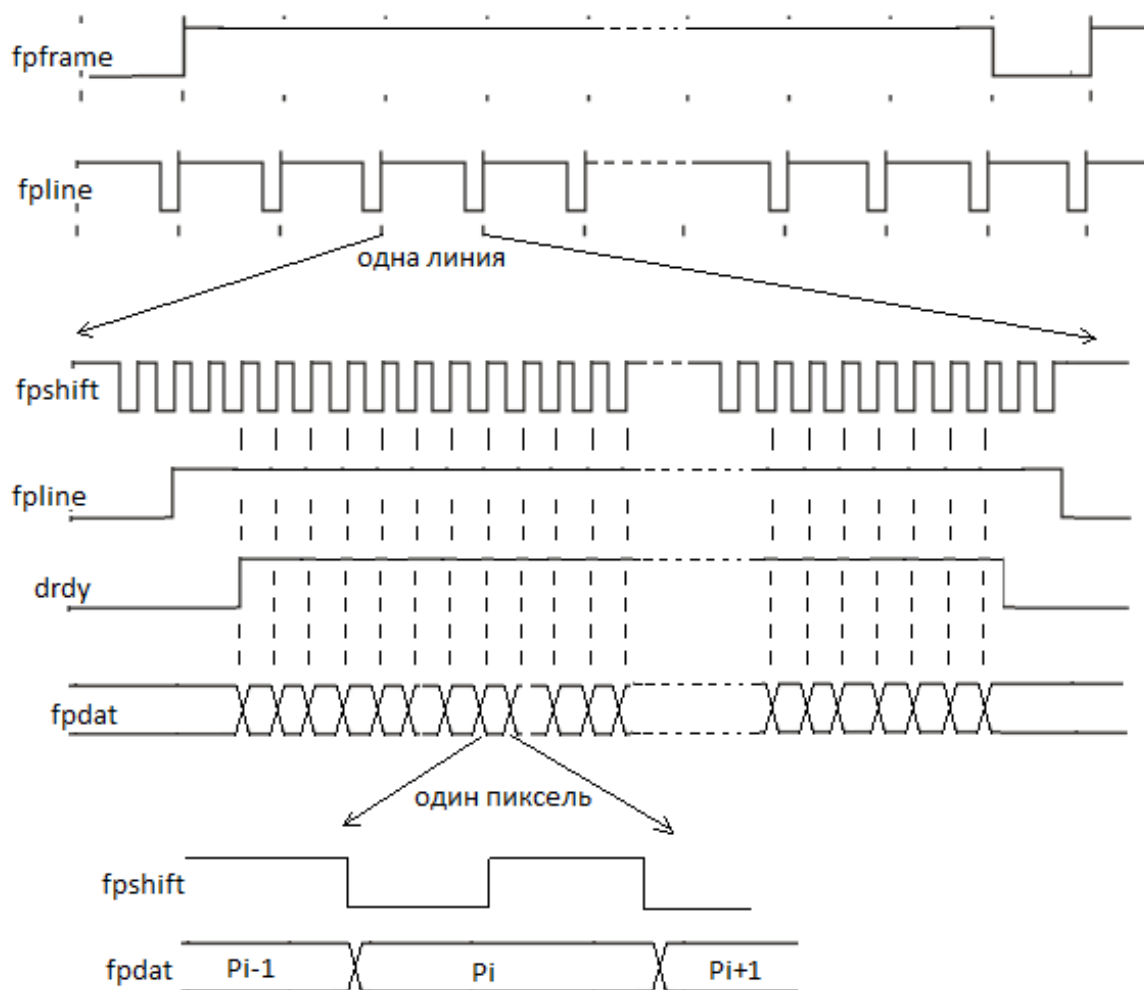 fpframe
fpline
одна линия
fpshift
fpline
drdy
fpdat
один пиксель
fpshift
fpdat Pi-1 Pi Pi+1